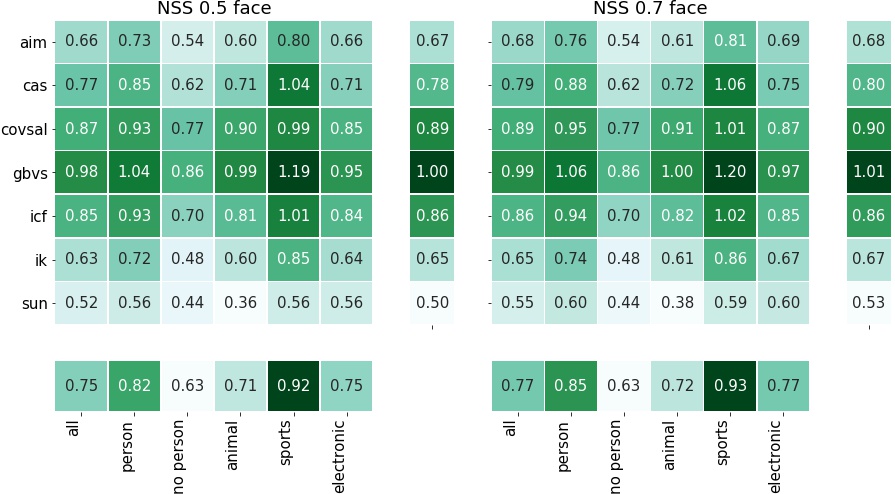 NSS 0.5 face NSS 0.7 face
aim 0.66 0.73 0.54 0.60 0.80 0.66 0.67 0.68 0.76 0.54 0.61 0.81 0.69 0.68
cas 0.77 0.85 0.62 0.71 1.04 0.71 0.78 0.79 0.88 0.62 0.72 1.06 0.75 0.80
covsal 0.87 0.93 0.77 0.90 0.99 0.85 0.89 0.89 0.95 0.77 0.91 1.01 0.87 0.90
gbvs 0.98 1.04 0.86 0.99 1.19 0.95 1.00 0.99 1.06 0.86 1.00 1.20 0.97 1.01
icf 0.85 0.93 0.70 0.81 1.01 0.84 0.86 0.86 0.94 0.70 0.82 1.02 0.85 0.86
ik 0.63 0.72 0.48 0.60 0.85 0.64 0.65 0.65 0.74 0.48 0.61 0.86 0.67 0.67
sun 0.52 0.56 0.44 0.36 0.56 0.56 0.50 0.55 0.60 0.44 0.38 0.59 0.60 0.53
0.75 0.82 0.63 0.71 0.92 0.75 0.77 0.85 0.63 0.72 0.93 0.77
all person no person animal sports electronic all person no person animal sports electronic